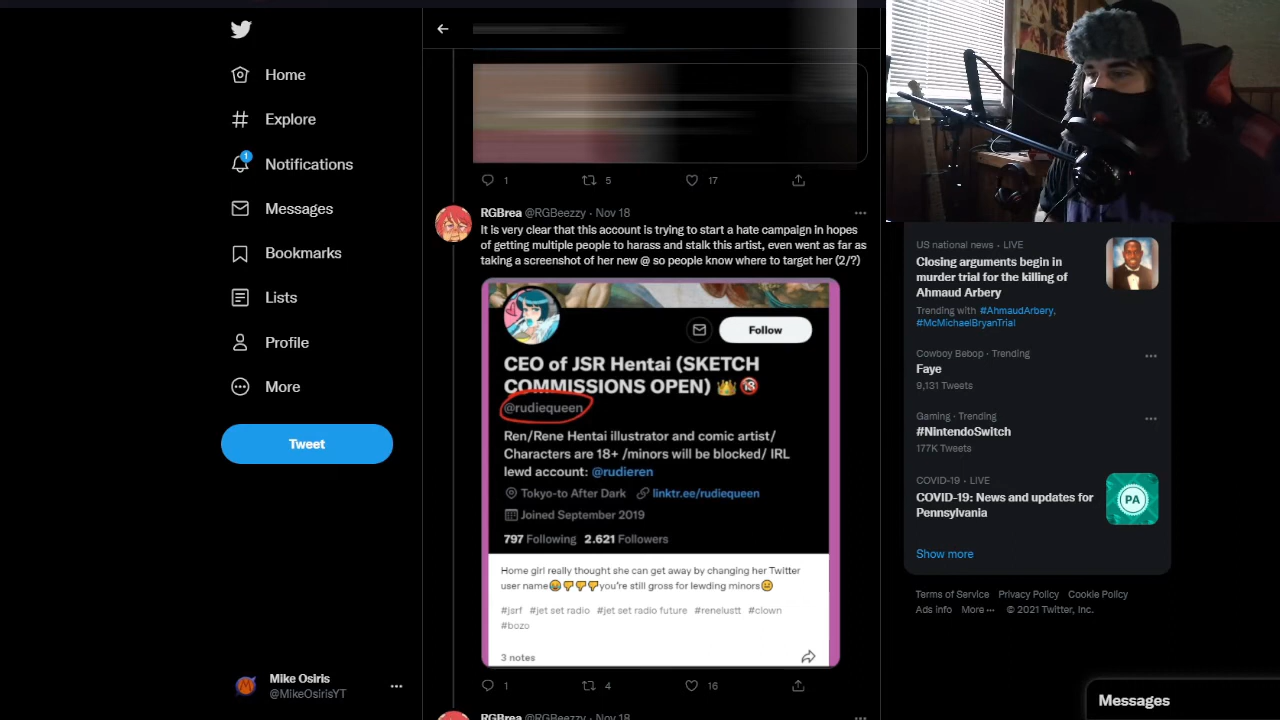 Home
Explore
1
Notifications
Messages
Bookmarks
Lists
Profile
More
Tweet
Mike Osiris
@MikeOsirisYT
1 5 17
RGBrea @RGBeezzy · Nov 18
It is very clear that this account is trying to start a hate campaign in hopes
of getting multiple people to harass and stalk this artist, even went as far as
taking a screenshot of her new @ so people know where to target her (2/?)
Follow
CEO of JSR Hentai (SKETCH
COMMISSIONS OPEN) 👑🔞
@rudiequeen
Ren/Rene Hentai illustrator and comic artist/
Characters are 18+ /minors will be blocked/ IRL
lewd account: @rudieren
Tokyo-to After Dark linktr.ee/rudiequeen
Joined September 2019
797 Following 2.621 Followers
Home girl really thought she can get away by changing her Twitter
user name😂👎👎👎you're still gross for lewding minors😐
#jsrf #jet set radio #jet set radio future #renelustt #clown
#bozo
3 notes
1 4 16
RGBrea @RGBeezzy · Nov 18
US national news · LIVE
Closing arguments begin in
murder trial for the killing of
Ahmaud Arbery
Trending with #AhmaudArbery,
#McMichaelBryanTrial
Cowboy Bebop · Trending
Faye
9,131 Tweets
Gaming · Trending
#NintendoSwitch
177K Tweets
COVID-19 · LIVE
COVID-19: News and updates for
Pennsylvania
PA
Show more
Terms of Service Privacy Policy Cookie Policy
Ads info More ··· © 2021 Twitter, Inc.
Messages